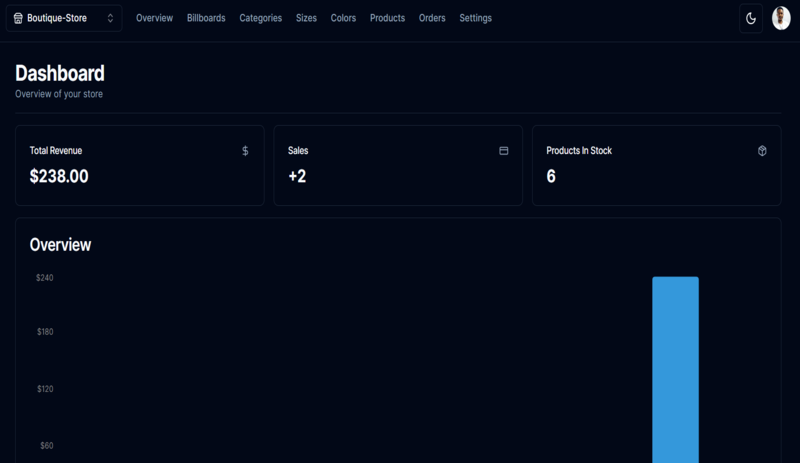 Boutique-Store Overview Billboards Categories Sizes Colors Products Orders Settings
Dashboard
Overview of your store
Total Revenue $
$238.00
Sales
+2
Products In Stock
6
Overview
$240
$180
$120
$60